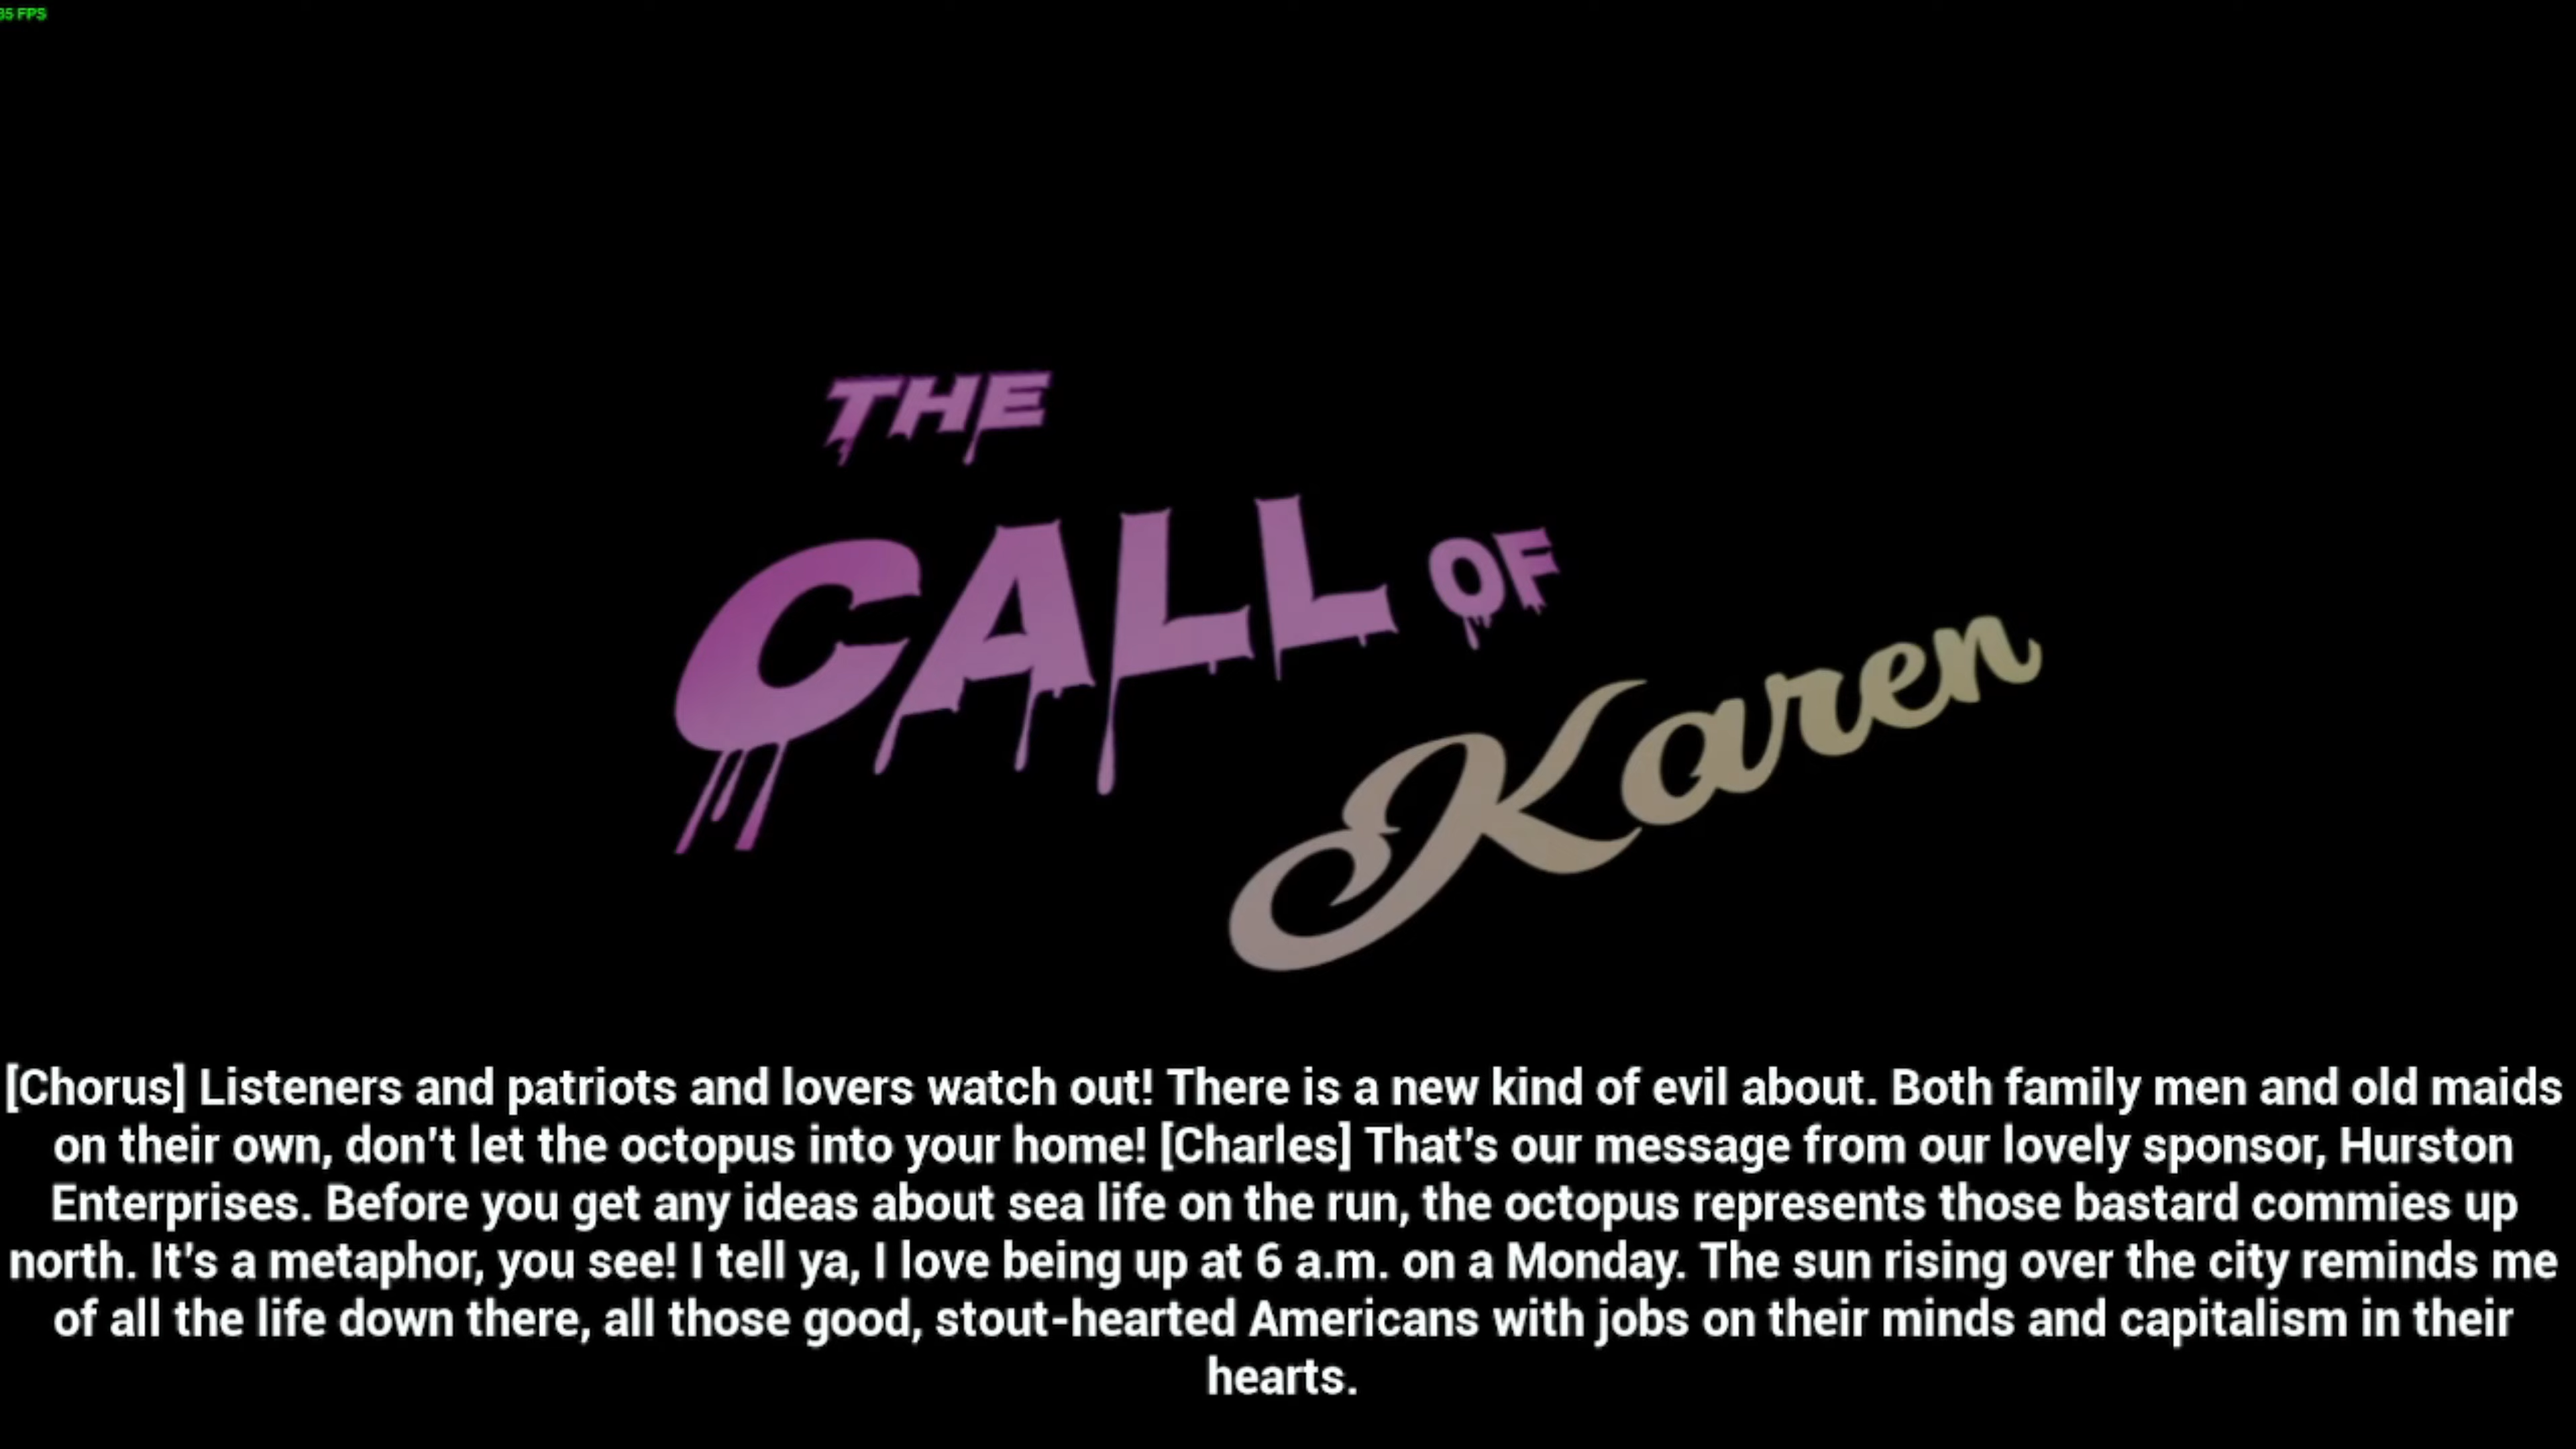 35 FPS
THE
CALL OF
Karen
[Chorus] Listeners and patriots and lovers watch out! There is a new kind of evil about. Both family men and old maids
on their own, don't let the octopus into your home! [Charles] That's our message from our lovely sponsor, Hurston
Enterprises. Before you get any ideas about sea life on the run, the octopus represents those bastard commies up
north. It's a metaphor, you see! I tell ya, I love being up at 6 a.m. on a Monday. The sun rising over the city reminds me
of all the life down there, all those good, stout-hearted Americans with jobs on their minds and capitalism in their
hearts.